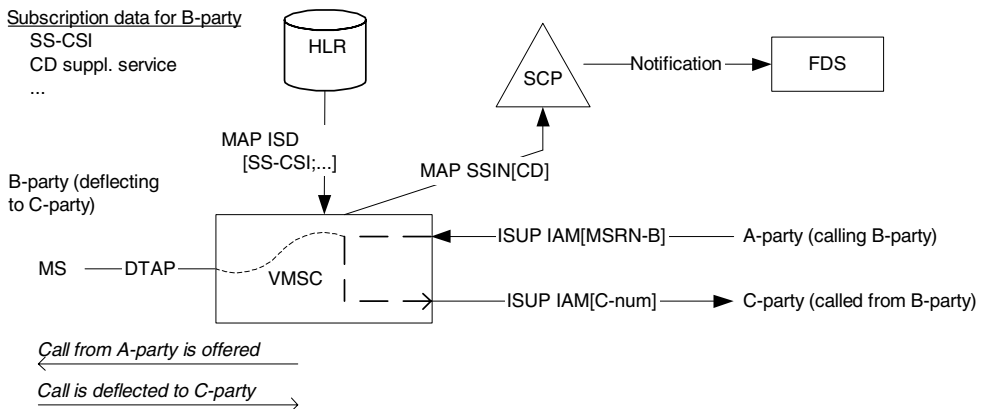 Subscription data for B-party
SS-CSI
CD suppl. service
...
HLR
SCP
Notification
FDS
MAP ISD
[SS-CSI;...]
MAP SSIN[CD]
B-party (deflecting
to C-party)
ISUP IAM[MSRN-B]
A-party (calling B-party)
MS
DTAP
VMSC
ISUP IAM[C-num]
C-party (called from B-party)
Call from A-party is offered
Call is deflected to C-party